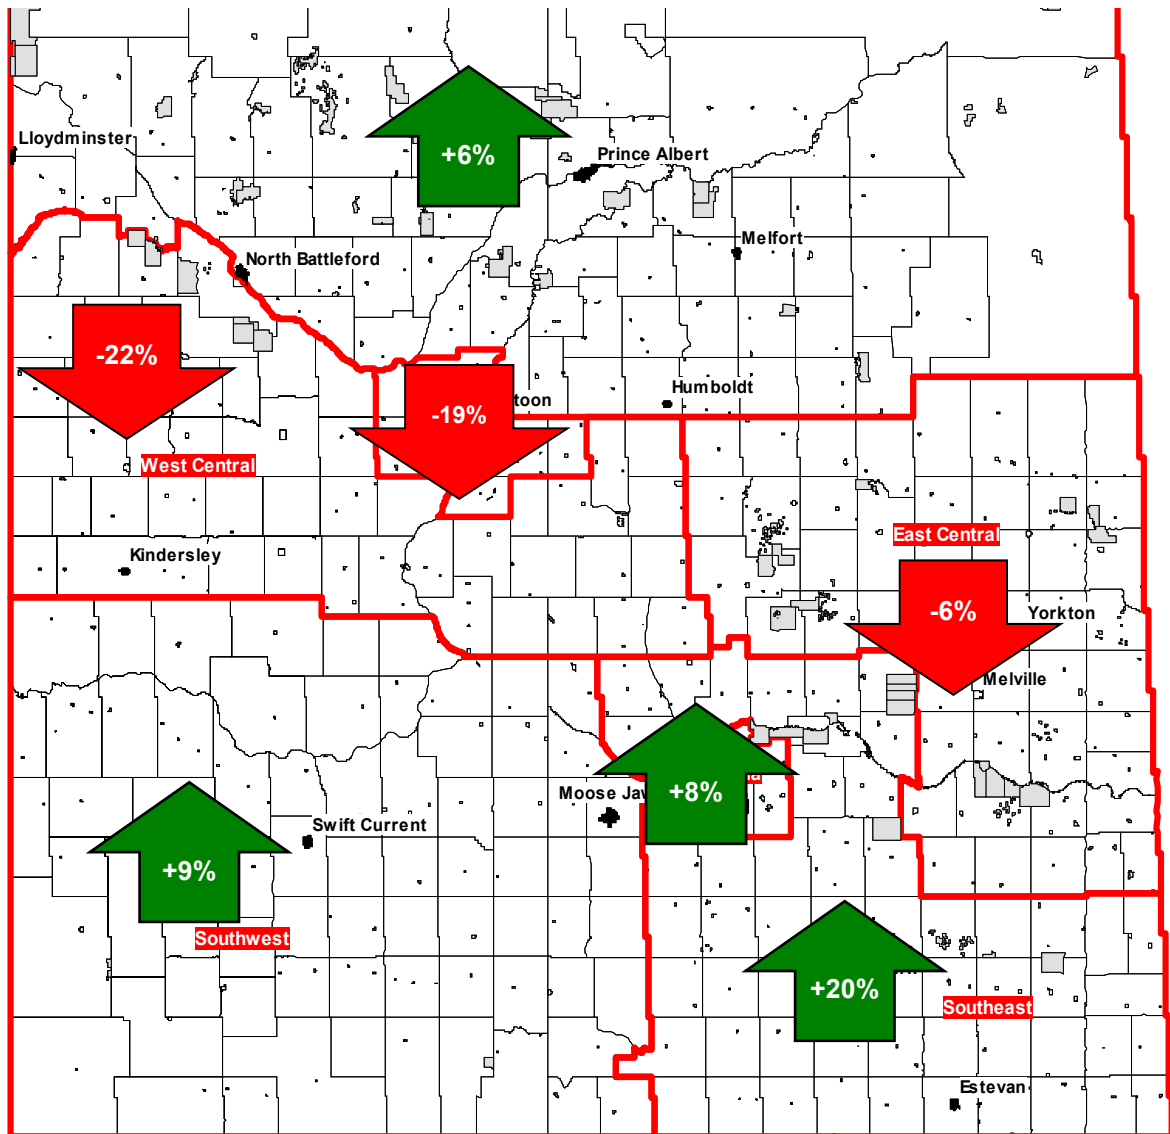 +6%
Lloydminster
Prince Albert
Melfort
North Battleford
-22%
-19%
toon
Humboldt
West Central
East Central
Kindersley
-6%
Yorkton
Melville
+8%
Moose Jaw
Swift Current
+9%
Southwest
+20%
Southeast
Estevan